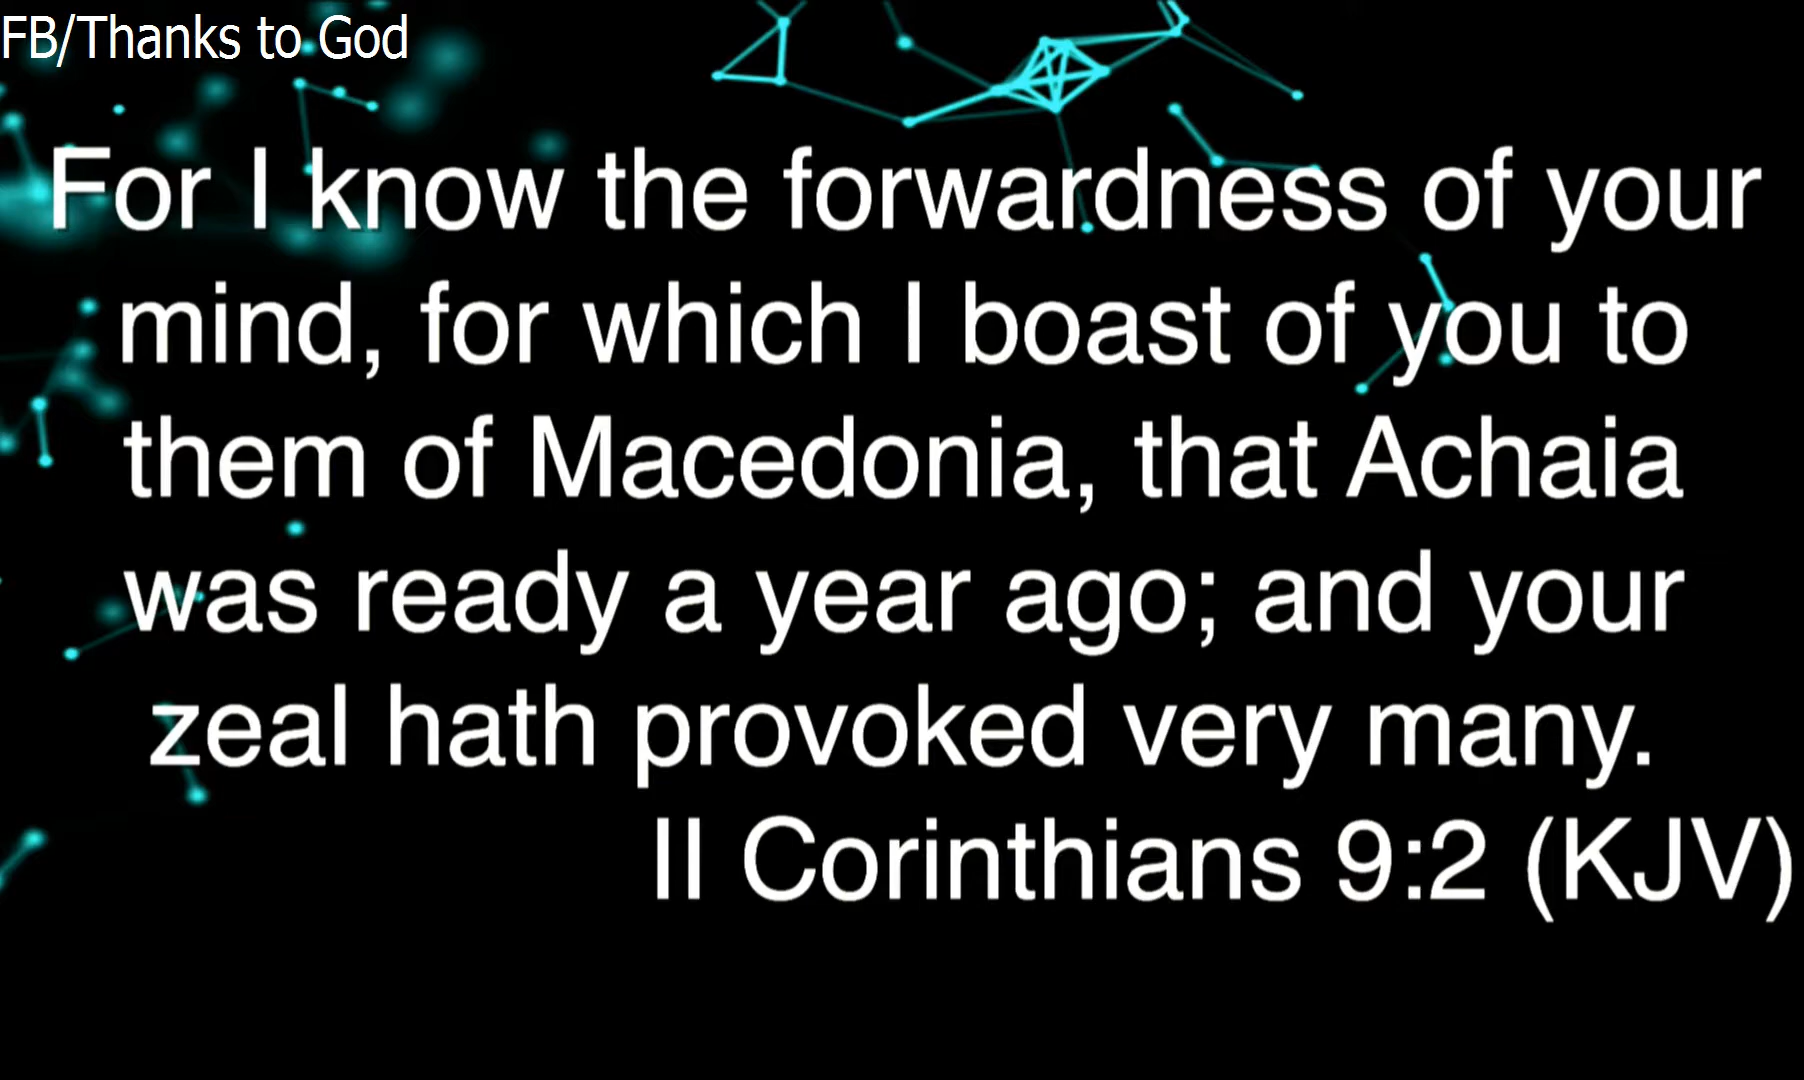 FB/Thanks to God
For I know the forwardness of your
mind, for which I boast of you to
them of Macedonia, that Achaia
was ready a year ago; and your
zeal hath provoked very many.
II Corinthians 9:2 (KJV)